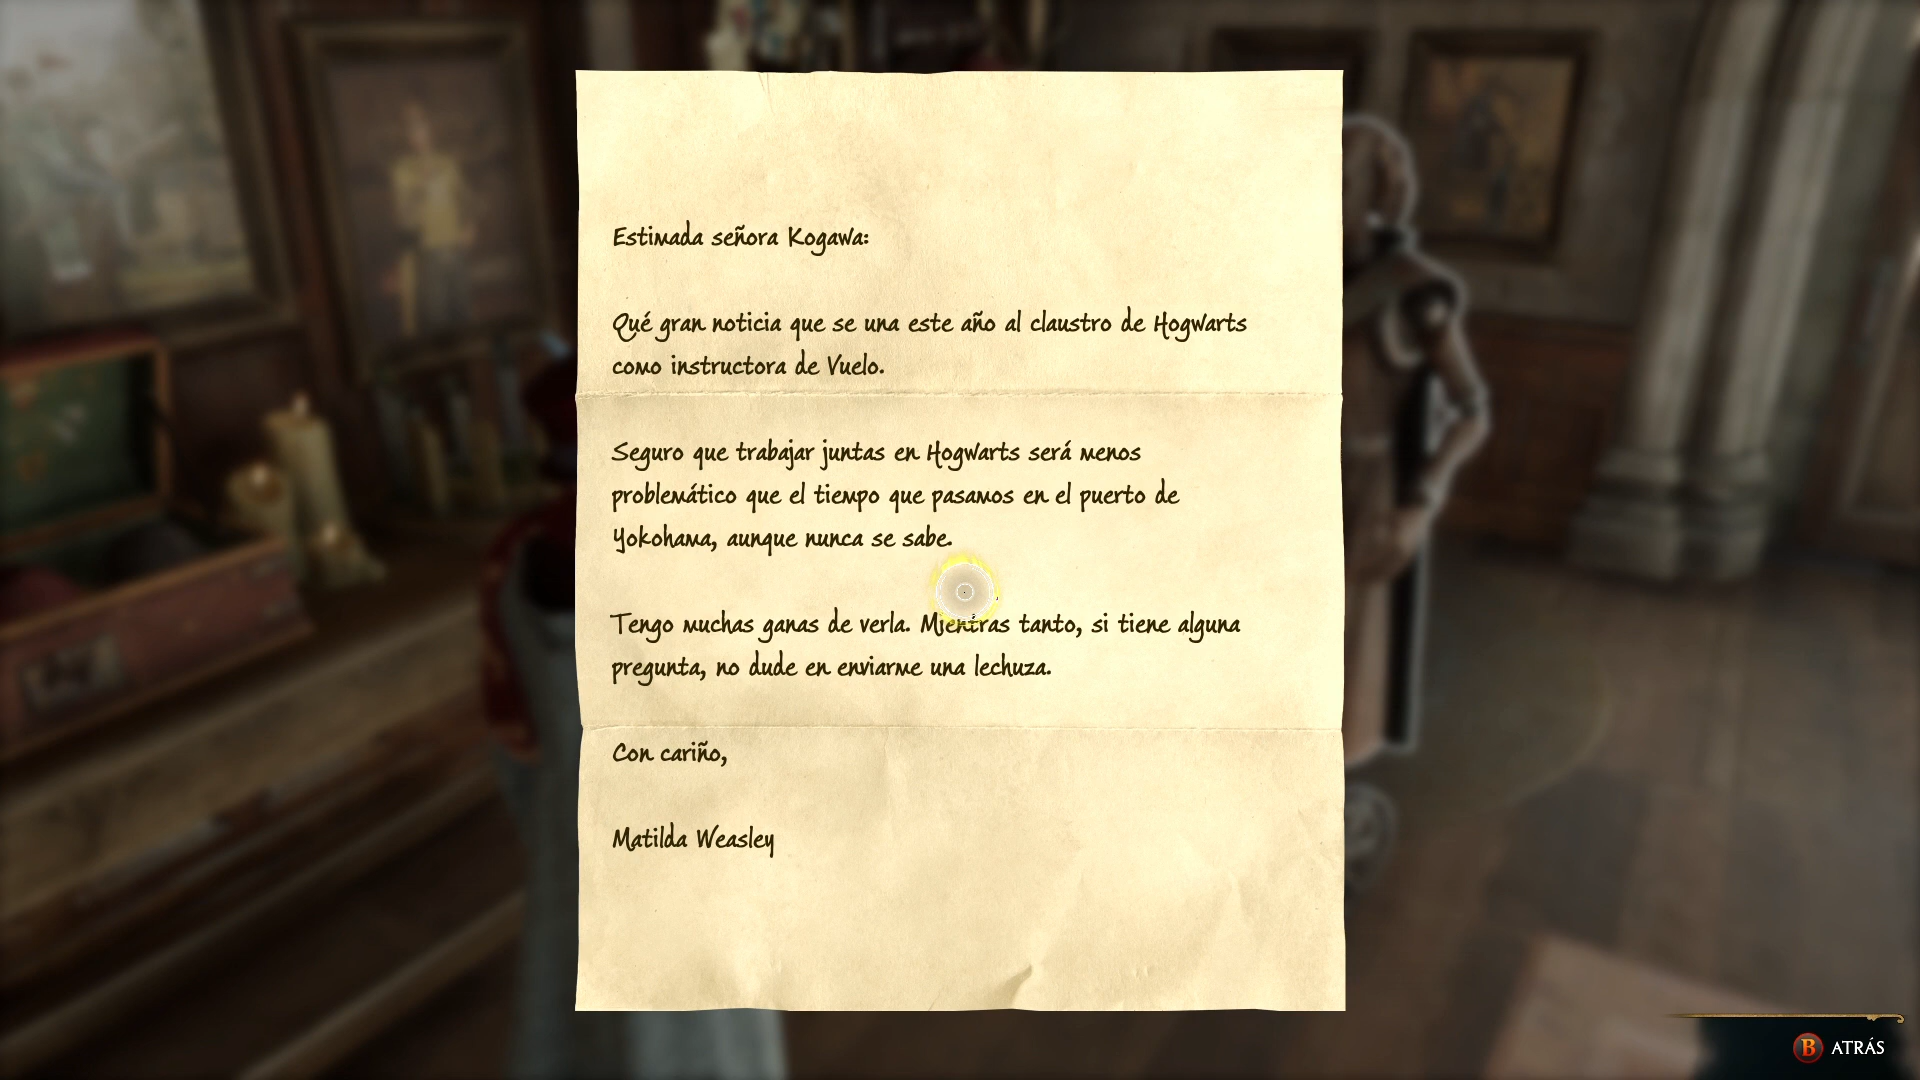 Estimada señora Kogawa:
Qué gran noticia que se una este año al claustro de Hogwarts
como instructora de Vuelo.
Seguro que trabajar juntas en Hogwarts será menos
problemático que el tiempo que pasamos en el puerto de
Yokohama, aunque nunca se sabe.
Tengo muchas ganas de verla. Mientras tanto, si tiene alguna
pregunta, no dude en enviarme una lechuza.
Con cariño,
Matilda Weasley
B ATRÁS